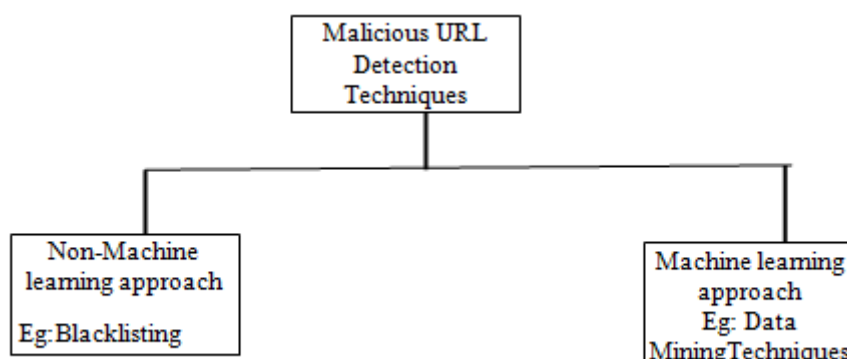 Malicious URL
Detection
Techniques
Non-Machine
learning approach
Eg:Blacklisting
Machine learning
approach
Eg: Data
MiningTechniques